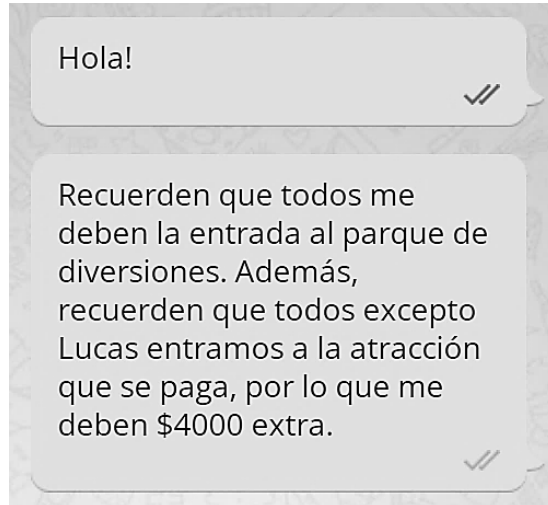 Hola!
Recuerden que todos me
deben la entrada al parque de
diversiones. Además,
recuerden que todos excepto
Lucas entramos a la atracción
que se paga, por lo que me
deben $4000 extra.